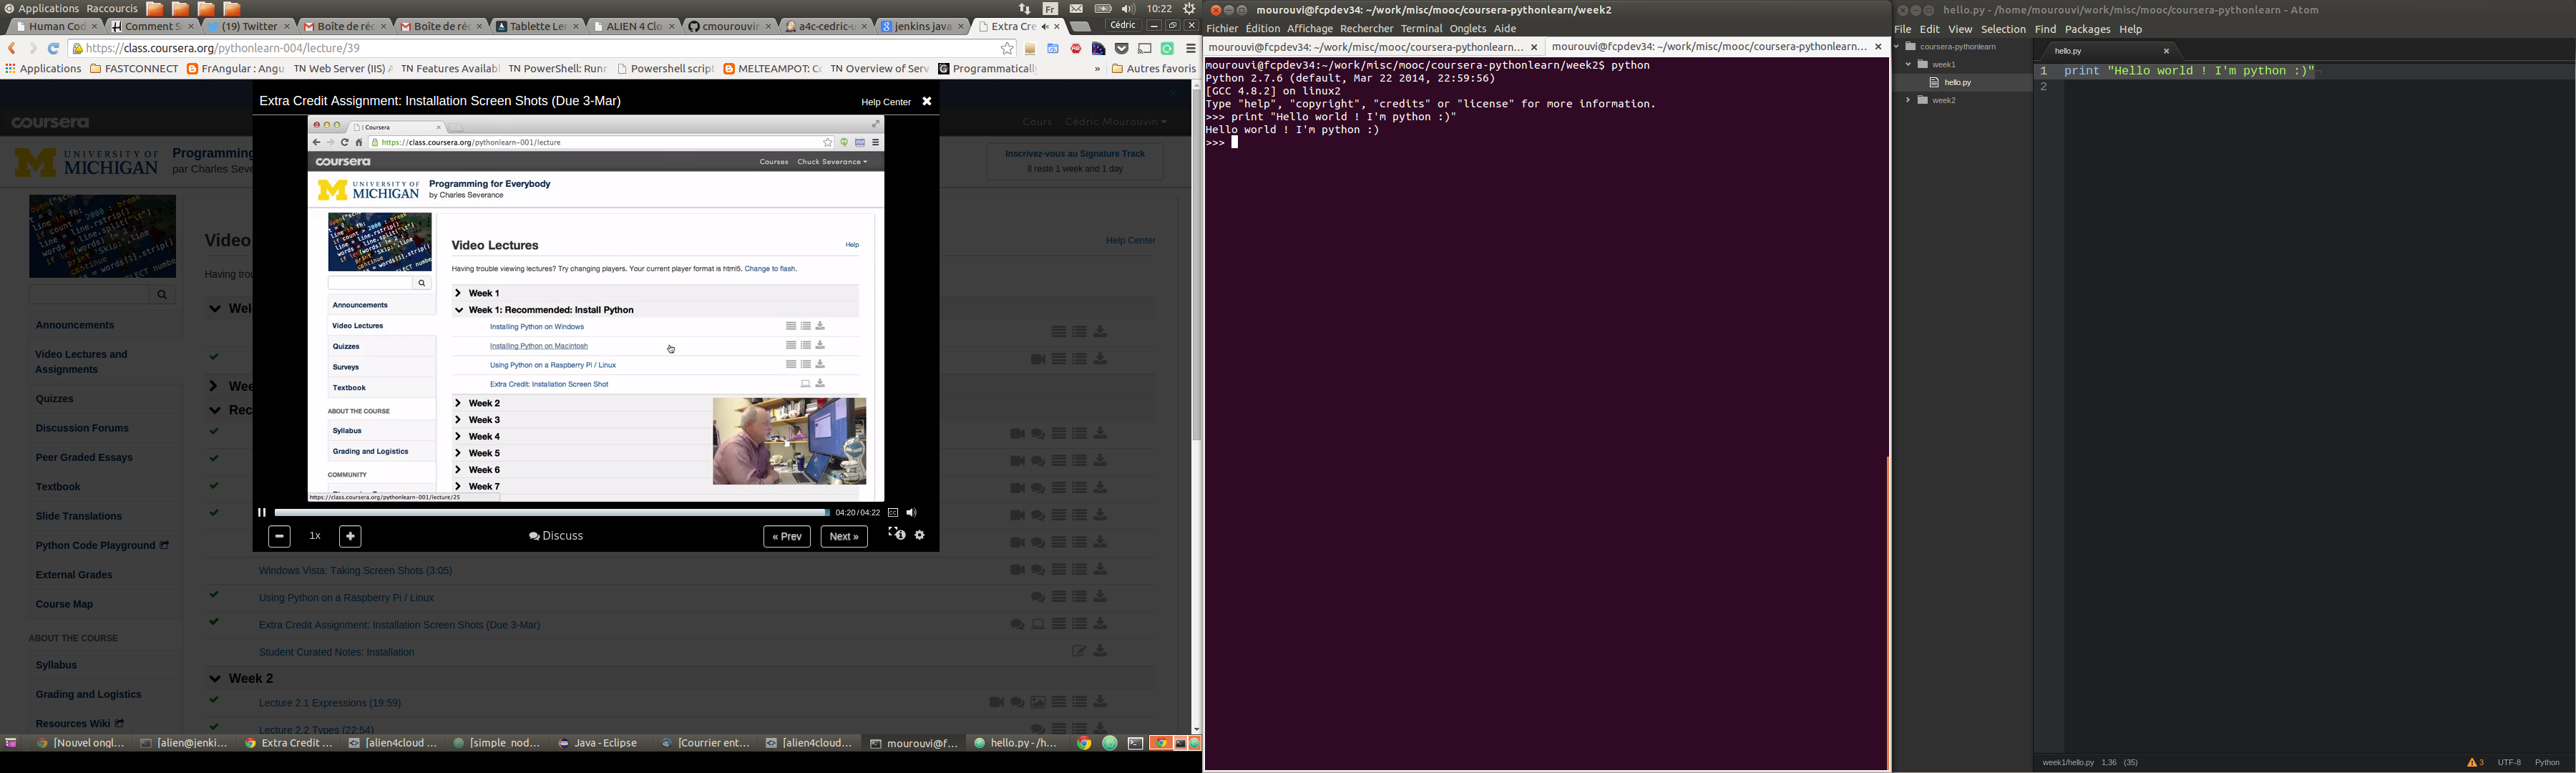 Applications Raccourcis
Fr
10:22
Human Cod
Comment S
(19) Twitter
Boîte de réc
Boîte de réc
Tablette Ler
ALIEN 4 Clo
cmourouvi
a4c-cedric-u
jenkins java
Extra Cre
Cédric
https://class.coursera.org/pythonlearn-004/lecture/39
Applications
FASTCONNECT
FrAngular : Angu
TN Web Server (IIS) A
TN Features Availabl
TN PowerShell: Runr
Powershell script
MELTEAMPOT: Co
TN Overview of Serv
Programmatically
»
Autres favoris
Extra Credit Assignment: Installation Screen Shots (Due 3-Mar)
Help Center
coursera
Cours
Cédric Mourouvin
UNIVERSITY OF
MICHIGAN
Programming
par Charles Seve
Inscrivez-vous au Signature Track
Il reste 1 week and 1 day
Video
Help Center
Having trou
Announcements
Video Lectures and
Assignments
Quizzes
Discussion Forums
Peer Graded Essays
Textbook
Slide Translations
Python Code Playground
External Grades
Course Map
ABOUT THE COURSE
Syllabus
Grading and Logistics
Resources Wiki
Wel
Wee
Rec
| Coursera
https://class.coursera.org/pythonlearn-001/lecture
coursera
Courses
Chuck Severance
UNIVERSITY OF
MICHIGAN
Programming for Everybody
by Charles Severance
Video Lectures
Help
Having trouble viewing lectures? Try changing players. Your current player format is html5. Change to flash.
Announcements
Video Lectures
Quizzes
Surveys
Textbook
ABOUT THE COURSE
Syllabus
Grading and Logistics
COMMUNITY
Week 1
Week 1: Recommended: Install Python
Installing Python on Windows
Installing Python on Macintosh
Using Python on a Raspberry Pi / Linux
Extra Credit: Installation Screen Shot
Week 2
Week 3
Week 4
Week 5
Week 6
Week 7
https://class.coursera.org/pythonlearn-001/lecture/25
04:20 / 04:22
1x
Discuss
« Prev
Next »
Windows Vista: Taking Screen Shots (3:05)
Using Python on a Raspberry Pi / Linux
Extra Credit Assignment: Installation Screen Shots (Due 3-Mar)
Student Curated Notes: Installation
Week 2
Lecture 2.1 Expressions (19:59)
Lecture 2.2 Types (22:54)
[Nouvel ongl...
[alien@jenki...
Extra Credit ...
[alien4cloud ...
[simple_nod...
Java - Eclipse
[Courrier ent...
[alien4cloud...
mourouvi@f...
hello.py - /h...
mourouvi@fcpdev34: ~/work/misc/mooc/coursera-pythonlearn/week2
Fichier Édition Affichage Rechercher Terminal Onglets Aide
mourouvi@fcpdev34: ~/work/misc/mooc/coursera-pythonlearn...
mourouvi@fcpdev34: ~/work/misc/mooc/coursera-pythonlearn...
mourouvi@fcpdev34:~/work/misc/mooc/coursera-pythonlearn/week2$ python
Python 2.7.6 (default, Mar 22 2014, 22:59:56)
[GCC 4.8.2] on linux2
Type "help", "copyright", "credits" or "license" for more information.
>>> print "Hello world ! I'm python :)"
Hello world ! I'm python :)
>>>
hello.py - /home/mourouvi/work/misc/mooc/coursera-pythonlearn - Atom
File Edit View Selection Find Packages Help
coursera-pythonlearn
week1
hello.py
week2
hello.py
1 print "Hello world ! I'm python :)"
2
week1/hello.py 1,36 (35)
3
UTF-8
Python